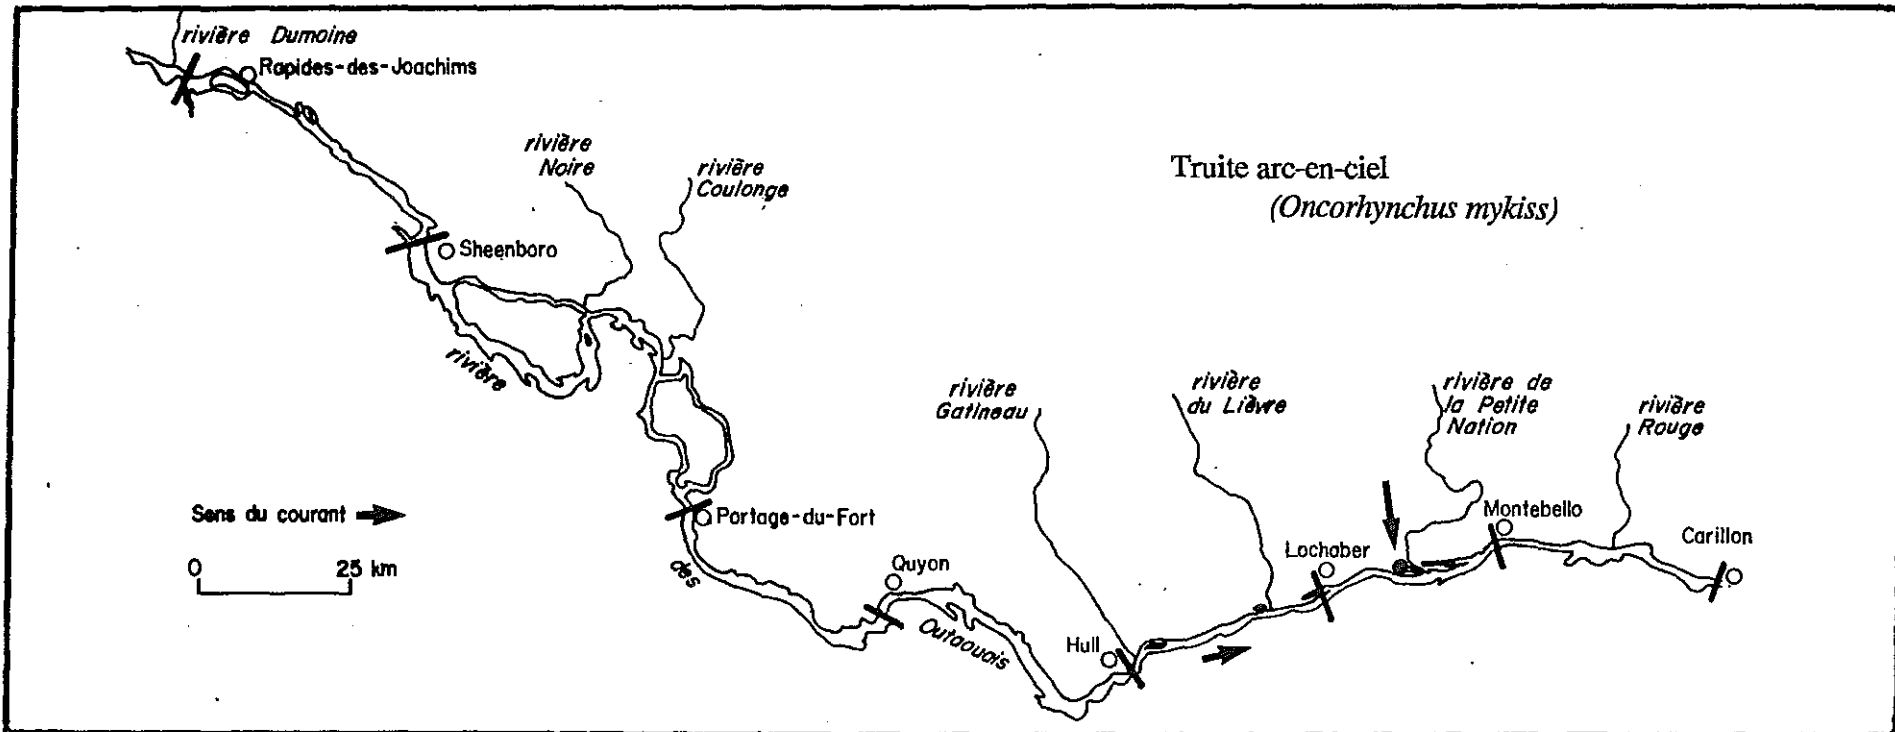 rivière Dumoine
Rapides-des-Joachims
rivière
Noire
rivière
Coulonge
Truite arc-en-ciel
(Oncorhynchus mykiss)
Sheenboro
rivière
rivière
Gatineau
rivière
du Lièvre
rivière de
la Petite
Nation
rivière
Rouge
Sens du courant
Portage-du-Fort
Montebello
Carillon
Lochaber
0 25 km
des
Quyon
Outaouais
Hull